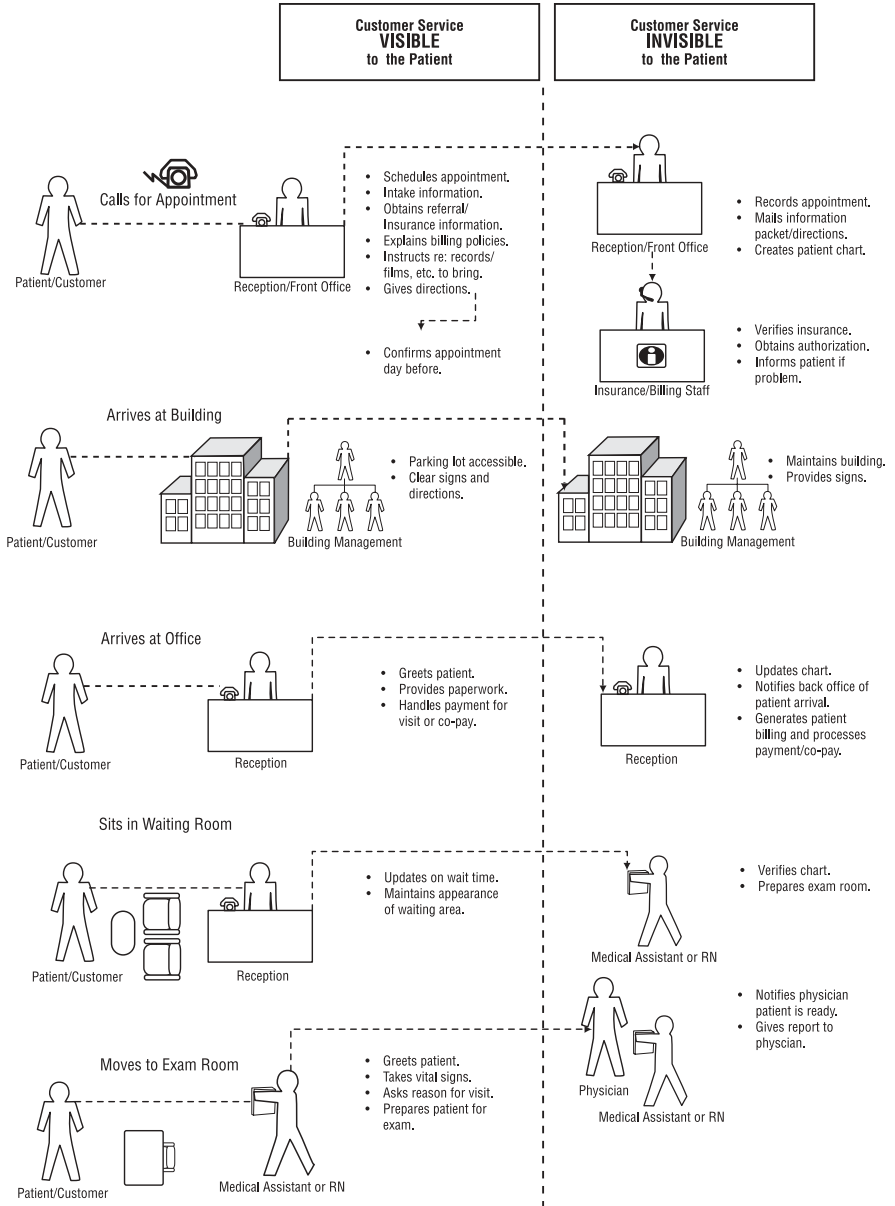 Customer Service
VISIBLE
to the Patient
Customer Service
INVISIBLE
to the Patient
Calls for Appointment
Patient/Customer
Reception/Front Office
• Schedules appointment.
• Intake information.
• Obtains referral/
Insurance information.
• Explains billing policies.
• Instructs re: records/
films, etc. to bring.
• Gives directions.
• Confirms appointment
day before.
Reception/Front Office
• Records appointment.
• Mails information
packet/directions.
• Creates patient chart.
Insurance/Billing Staff
• Verifies insurance.
• Obtains authorization.
• Informs patient if
problem.
Arrives at Building
Patient/Customer
Building Management
• Parking lot accessible.
• Clear signs and
directions.
Building Management
• Maintains building.
• Provides signs.
Arrives at Office
Patient/Customer
Reception
• Greets patient.
• Provides paperwork.
• Handles payment for
visit or co-pay.
Reception
• Updates chart.
• Notifies back office of
patient arrival.
• Generates patient
billing and processes
payment/co-pay.
Sits in Waiting Room
Patient/Customer
Reception
• Updates on wait time.
• Maintains appearance
of waiting area.
Medical Assistant or RN
• Verifies chart.
• Prepares exam room.
Moves to Exam Room
Patient/Customer
Medical Assistant or RN
• Greets patient.
• Takes vital signs.
• Asks reason for visit.
• Prepares patient for
exam.
Physician
Medical Assistant or RN
• Notifies physician
patient is ready.
• Gives report to
physcian.